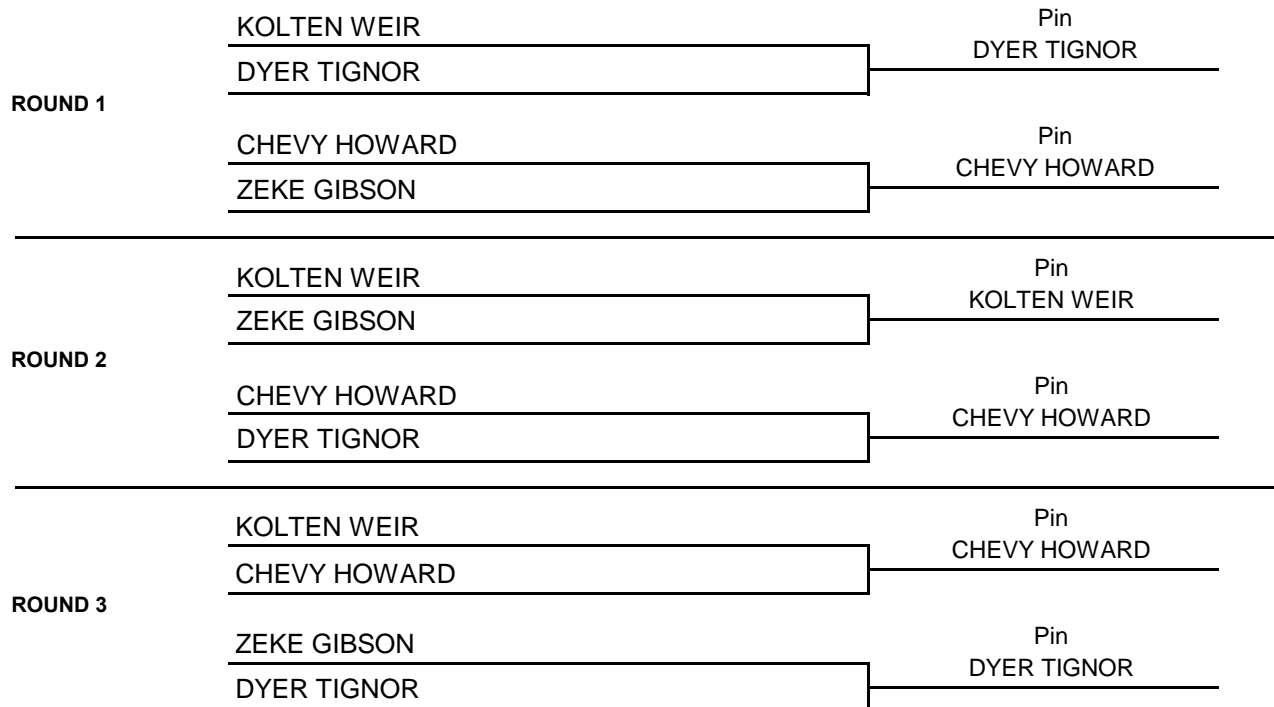 KOLTEN WEIR
Pin
DYER TIGNOR
DYER TIGNOR
ROUND 1
CHEVY HOWARD
Pin
CHEVY HOWARD
ZEKE GIBSON
KOLTEN WEIR
Pin
KOLTEN WEIR
ZEKE GIBSON
ROUND 2
CHEVY HOWARD
Pin
CHEVY HOWARD
DYER TIGNOR
KOLTEN WEIR
Pin
CHEVY HOWARD
CHEVY HOWARD
ROUND 3
ZEKE GIBSON
Pin
DYER TIGNOR
DYER TIGNOR